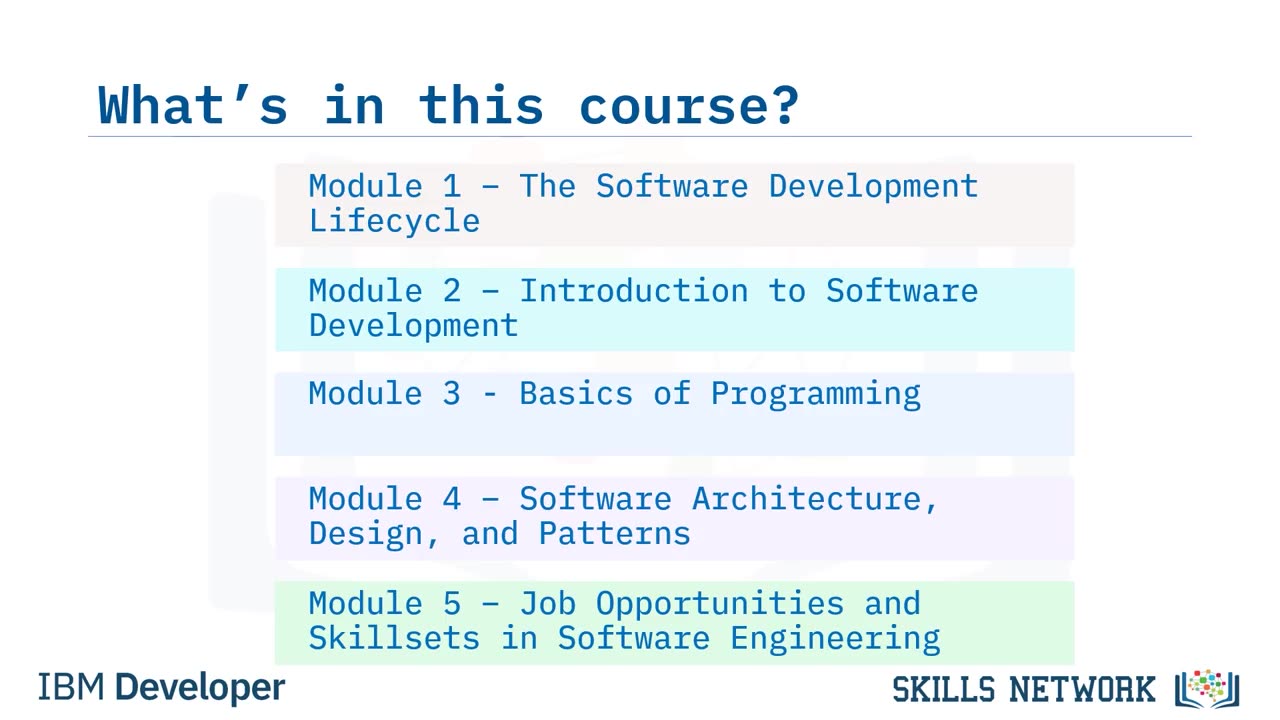 What’s in this course?
Module 1 – The Software Development
Lifecycle
Module 2 – Introduction to Software
Development
Module 3 - Basics of Programming
Module 4 – Software Architecture,
Design, and Patterns
Module 5 – Job Opportunities and
Skillsets in Software Engineering
IBM Developer
SKILLS NETWORK